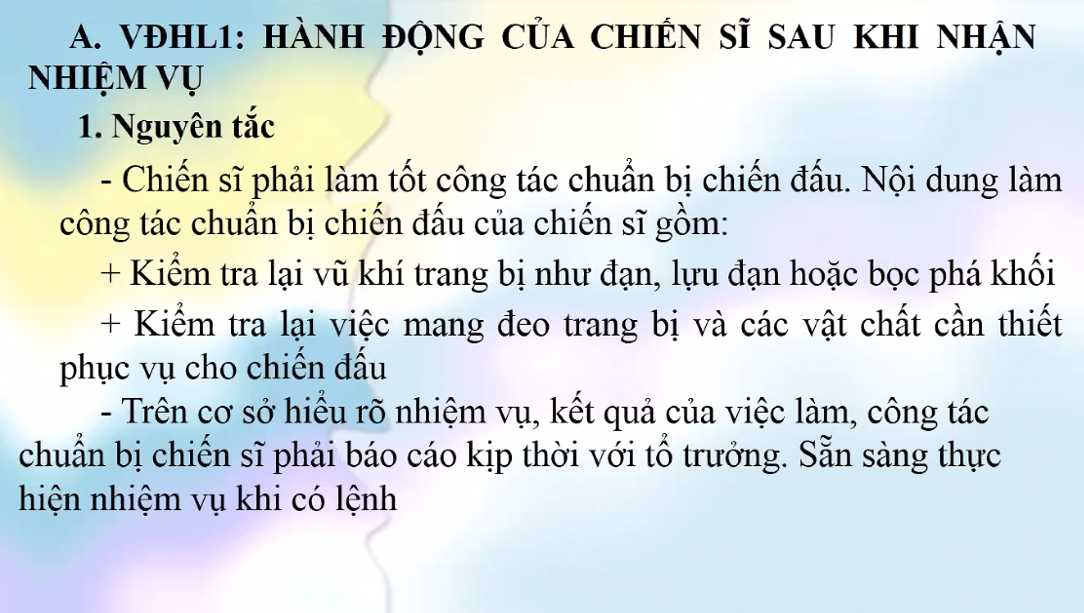 A. VĐHL1: HÀNH ĐỘNG CỦA CHIẾN SĨ SAU KHI NHẬN
NHIỆM VỤ
1. Nguyên tắc
- Chiến sĩ phải làm tốt công tác chuẩn bị chiến đấu. Nội dung làm
công tác chuẩn bị chiến đấu của chiến sĩ gồm:
+ Kiểm tra lại vũ khí trang bị như đạn, lựu đạn hoặc bọc phá khối
+ Kiểm tra lại việc mang đeo trang bị và các vật chất cần thiết
phục vụ cho chiến đấu
- Trên cơ sở hiểu rõ nhiệm vụ, kết quả của việc làm, công tác
chuẩn bị chiến sĩ phải báo cáo kịp thời với tổ trưởng. Sẵn sàng thực
hiện nhiệm vụ khi có lệnh